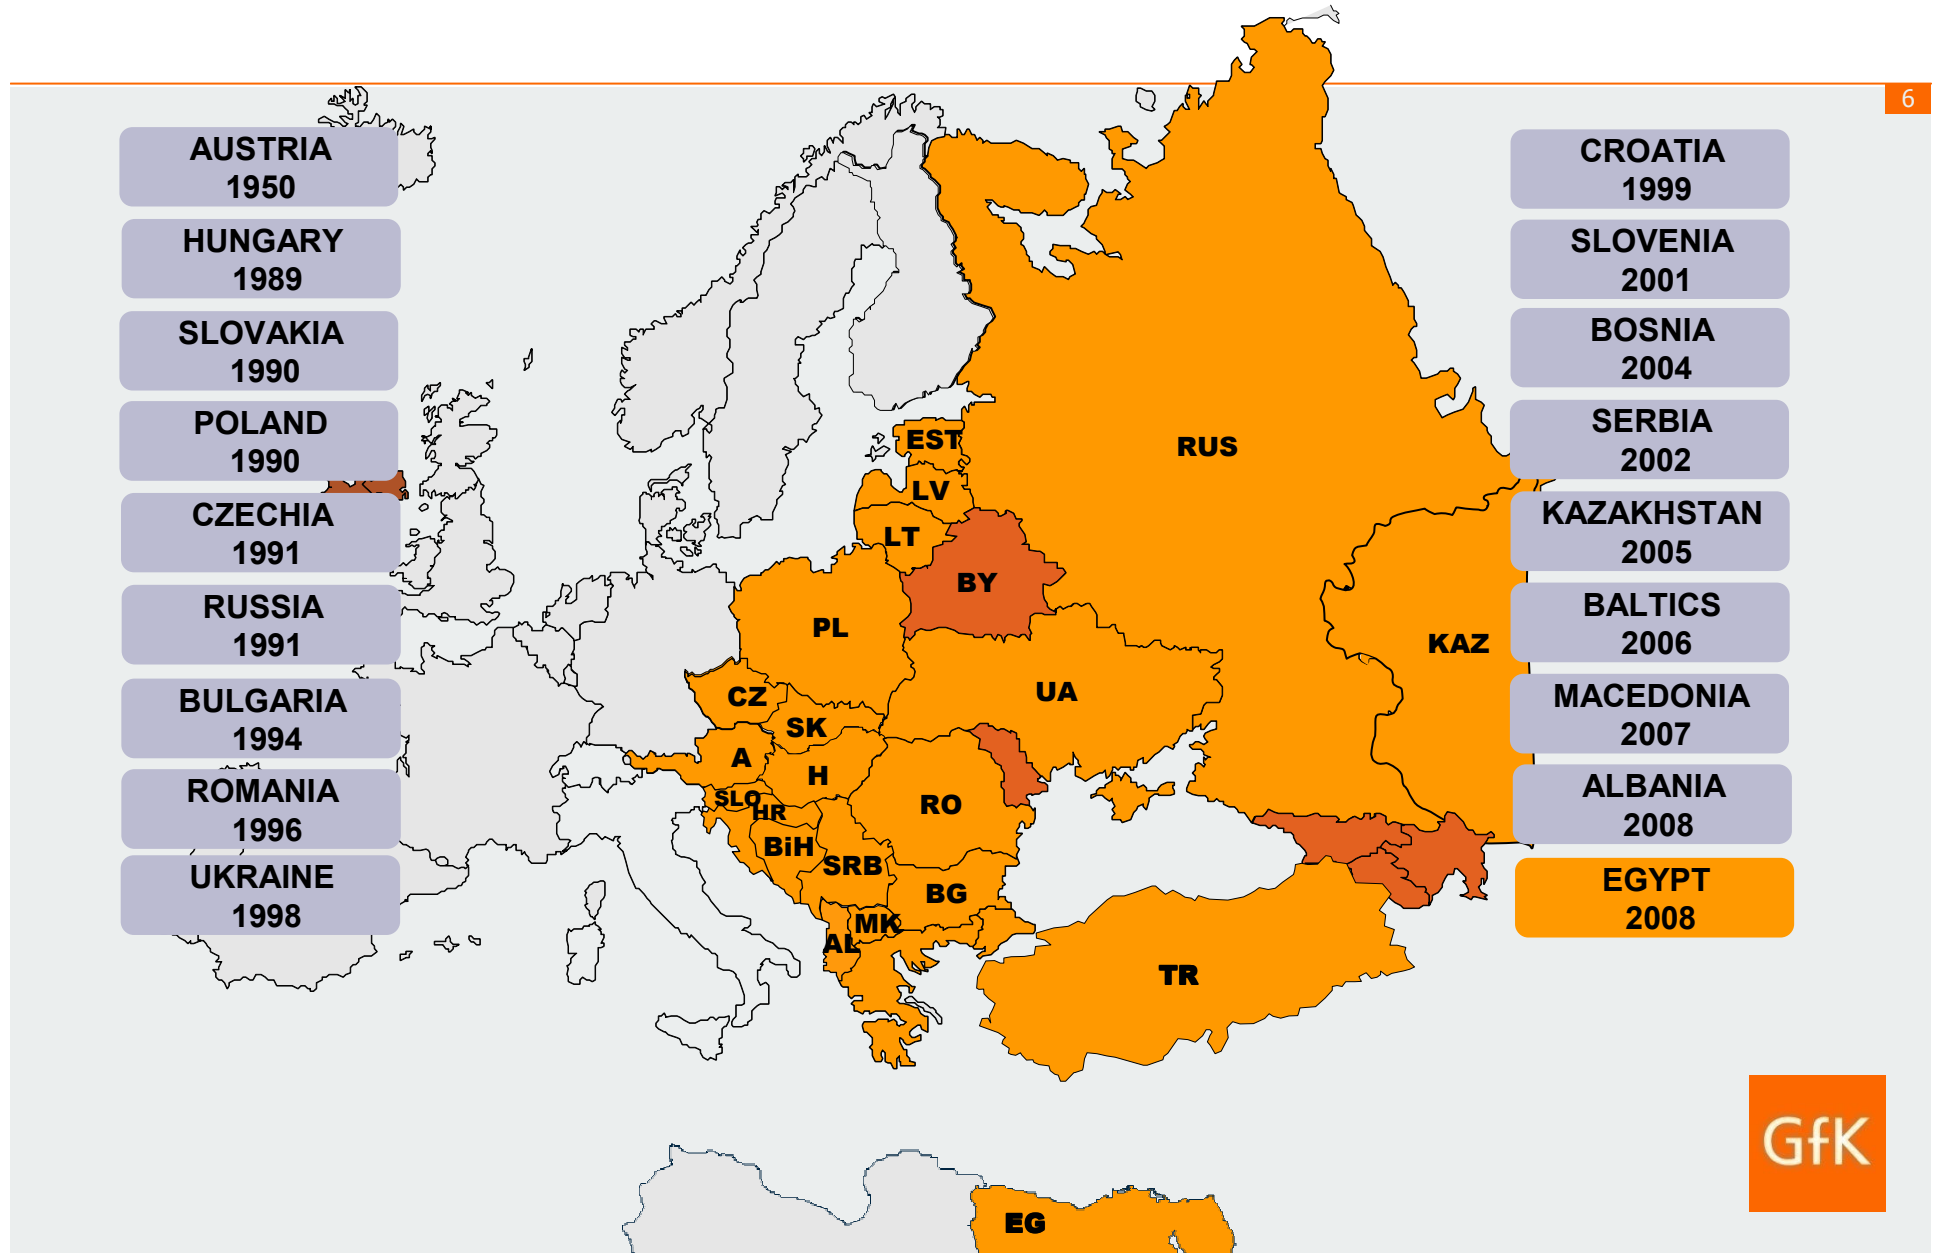 6
AUSTRIA
1950
HUNGARY
1989
SLOVAKIA
1990
POLAND
1990
CZECHIA
1991
RUSSIA
1991
BULGARIA
1994
ROMANIA
1996
UKRAINE
1998
EST
LV
LT
RUS
BY
PL
KAZ
CZ
UA
SK
A
H
SLO
HR
RO
BiH
SRB
BG
MK
AL
TR
EG
CROATIA
1999
SLOVENIA
2001
BOSNIA
2004
SERBIA
2002
KAZAKHSTAN
2005
BALTICS
2006
MACEDONIA
2007
ALBANIA
2008
EGYPT
2008
GfK